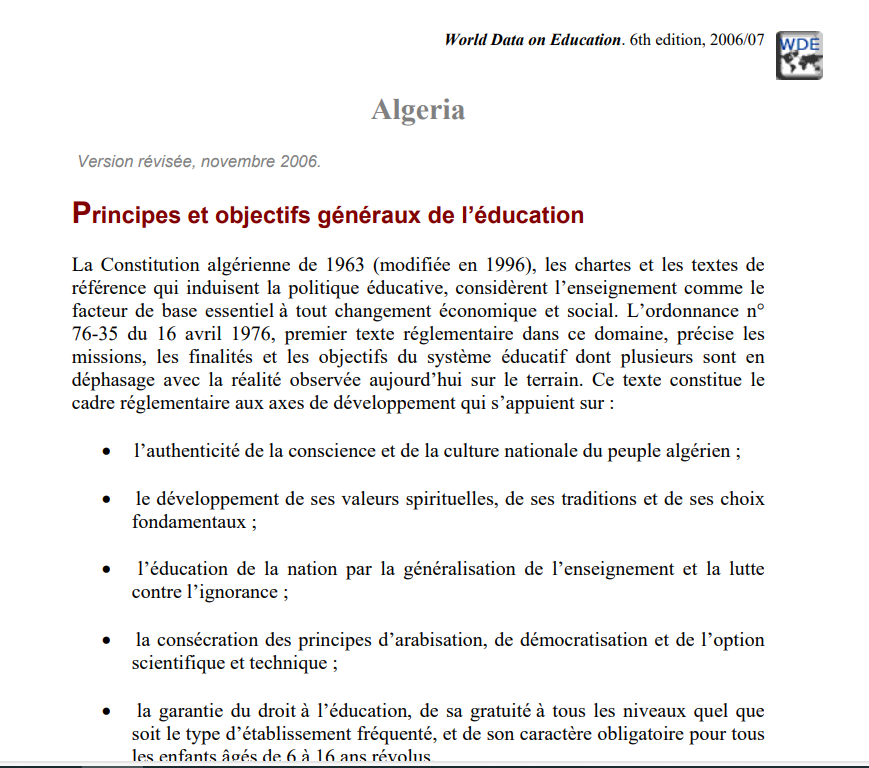 World Data on Education. 6th edition, 2006/07
WDE
Algeria
Version révisée, novembre 2006.
Principes et objectifs généraux de l’éducation
La Constitution algérienne de 1963 (modifiée en 1996), les chartes et les textes de
référence qui induisent la politique éducative, considèrent l’enseignement comme le
facteur de base essentiel à tout changement économique et social. L’ordonnance n°
76-35 du 16 avril 1976, premier texte réglementaire dans ce domaine, précise les
missions, les finalités et les objectifs du système éducatif dont plusieurs sont en
déphasage avec la réalité observée aujourd’hui sur le terrain. Ce texte constitue le
cadre réglementaire aux axes de développement qui s’appuient sur :
• l’authenticité de la conscience et de la culture nationale du peuple algérien ;
• le développement de ses valeurs spirituelles, de ses traditions et de ses choix
fondamentaux ;
• l’éducation de la nation par la généralisation de l’enseignement et la lutte
contre l’ignorance ;
• la consécration des principes d’arabisation, de démocratisation et de l’option
scientifique et technique ;
• la garantie du droit à l’éducation, de sa gratuité à tous les niveaux quel que
soit le type d’établissement fréquenté, et de son caractère obligatoire pour tous
les enfants âgés de 6 à 16 ans révolus